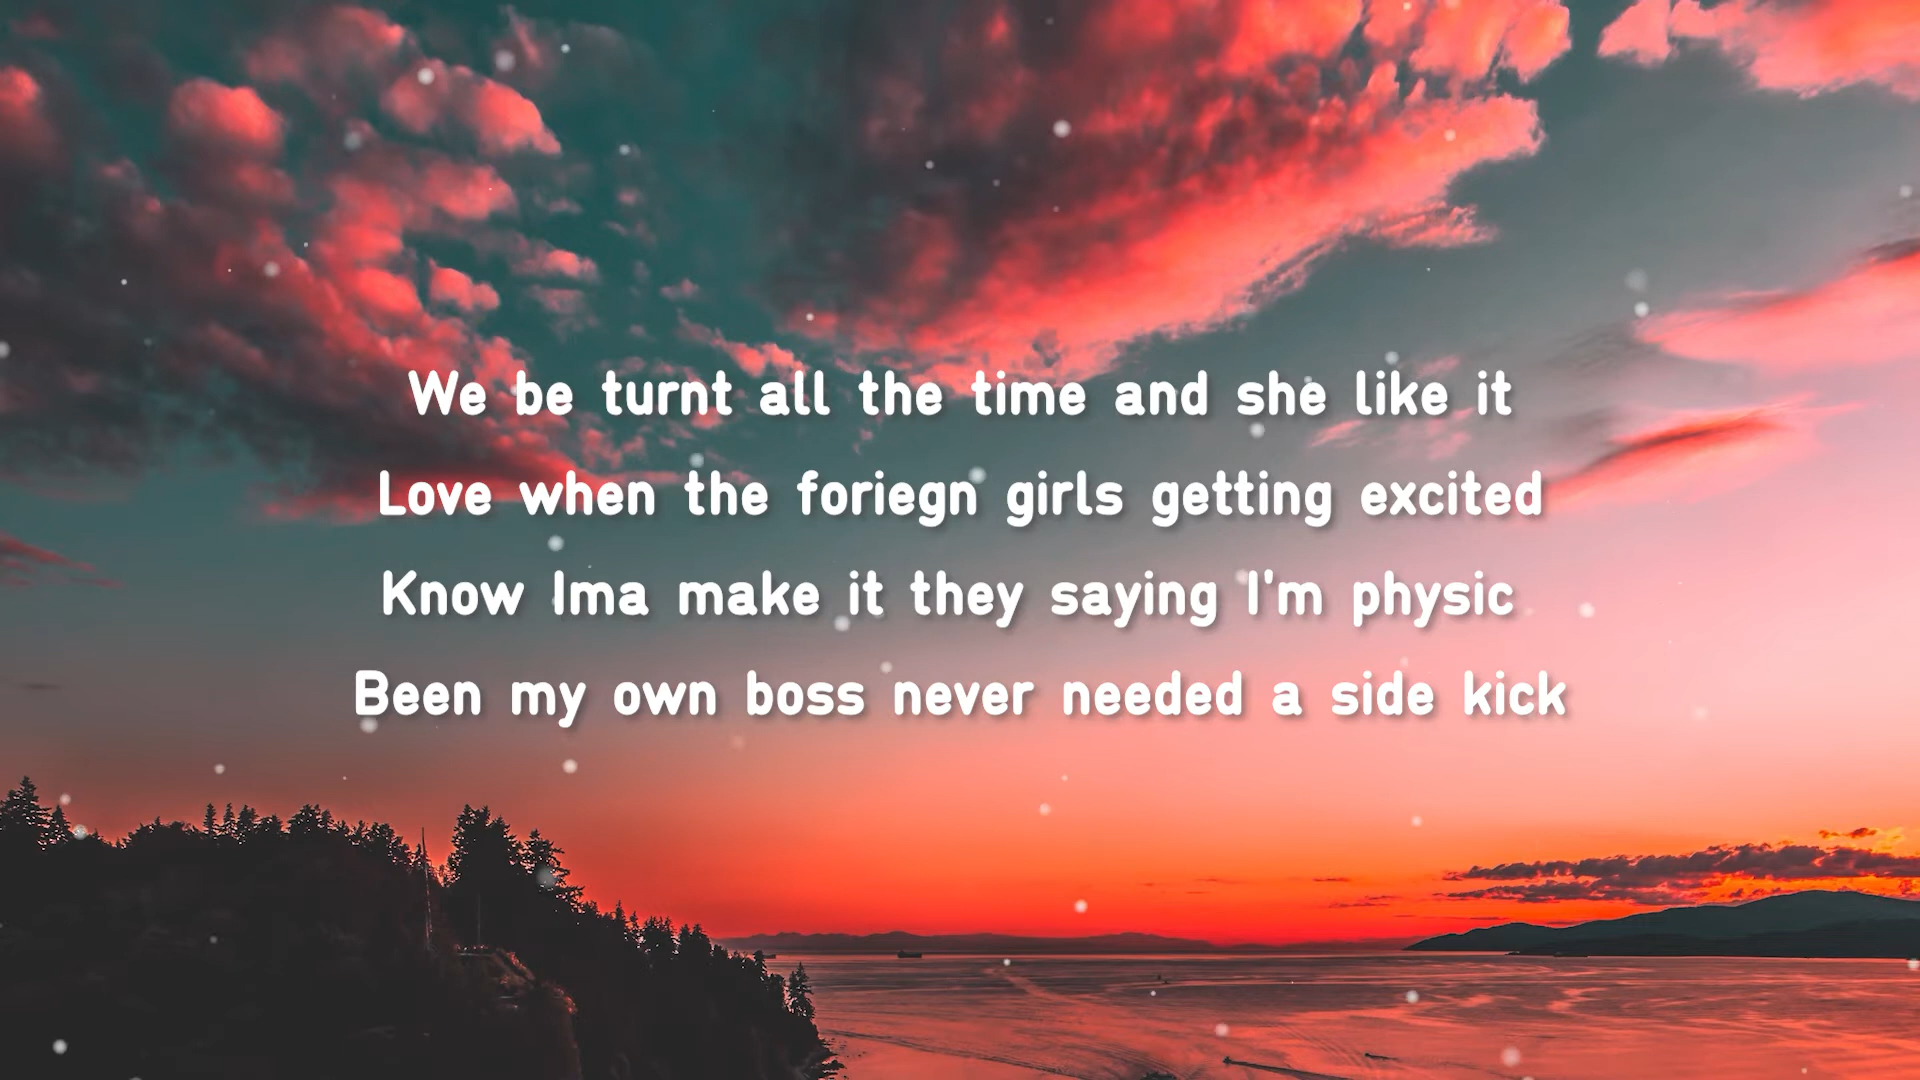 We be turnt all the time and she like it
Love when the foriegn girls getting excited
Know Ima make it they saying I'm physic
Been my own boss never needed a side kick